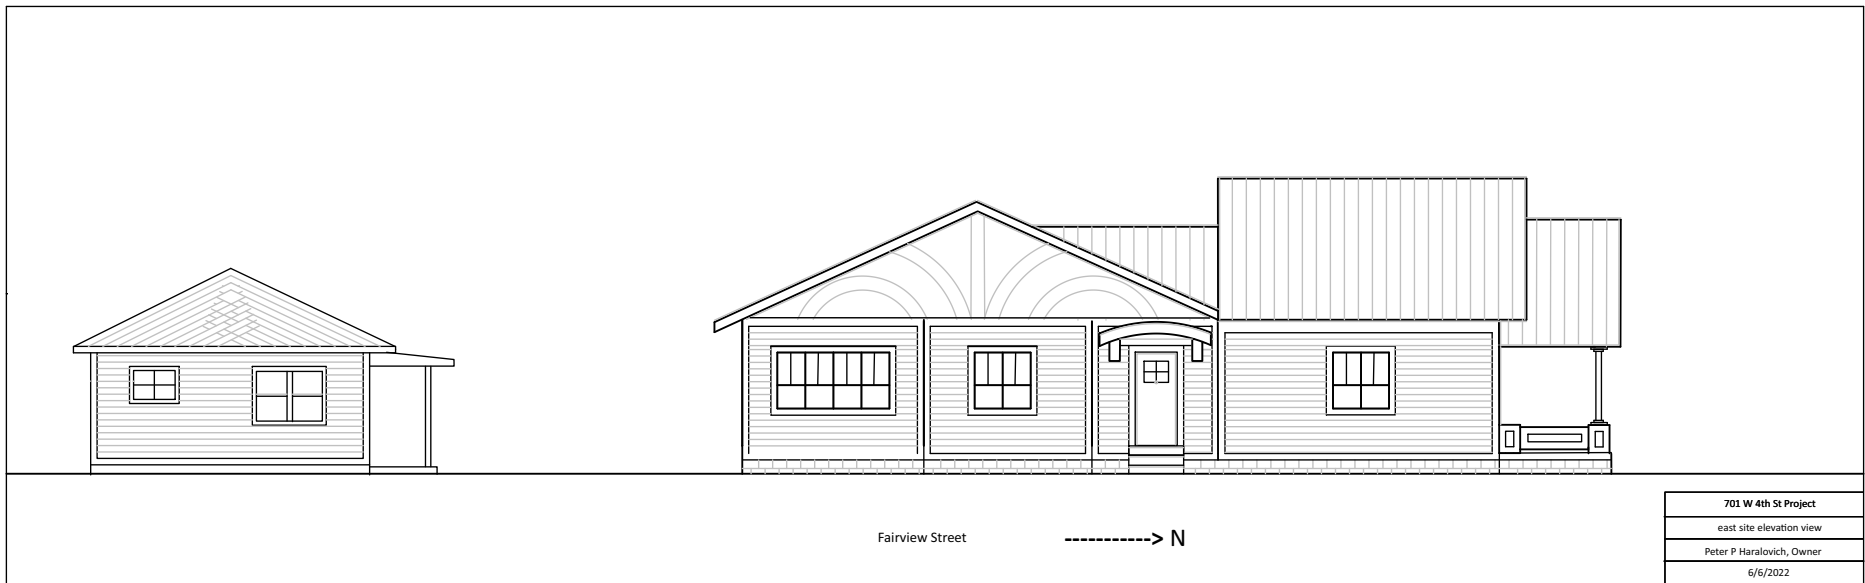 Fairview Street
-----------> N
701 W 4th St Project
east site elevation view
Peter P Haralovich, Owner
6/6/2022